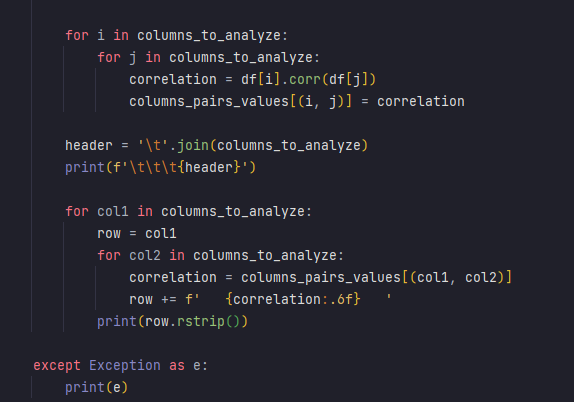 for i in columns_to_analyze:
        for j in columns_to_analyze:
            correlation = df[i].corr(df[j])
            columns_pairs_values[(i, j)] = correlation

    header = '\t'.join(columns_to_analyze)
    print(f'\t\t\t{header}')

    for col1 in columns_to_analyze:
        row = col1
        for col2 in columns_to_analyze:
            correlation = columns_pairs_values[(col1, col2)]
            row += f'   {correlation:.6f}   '
        print(row.rstrip())

except Exception as e:
    print(e)